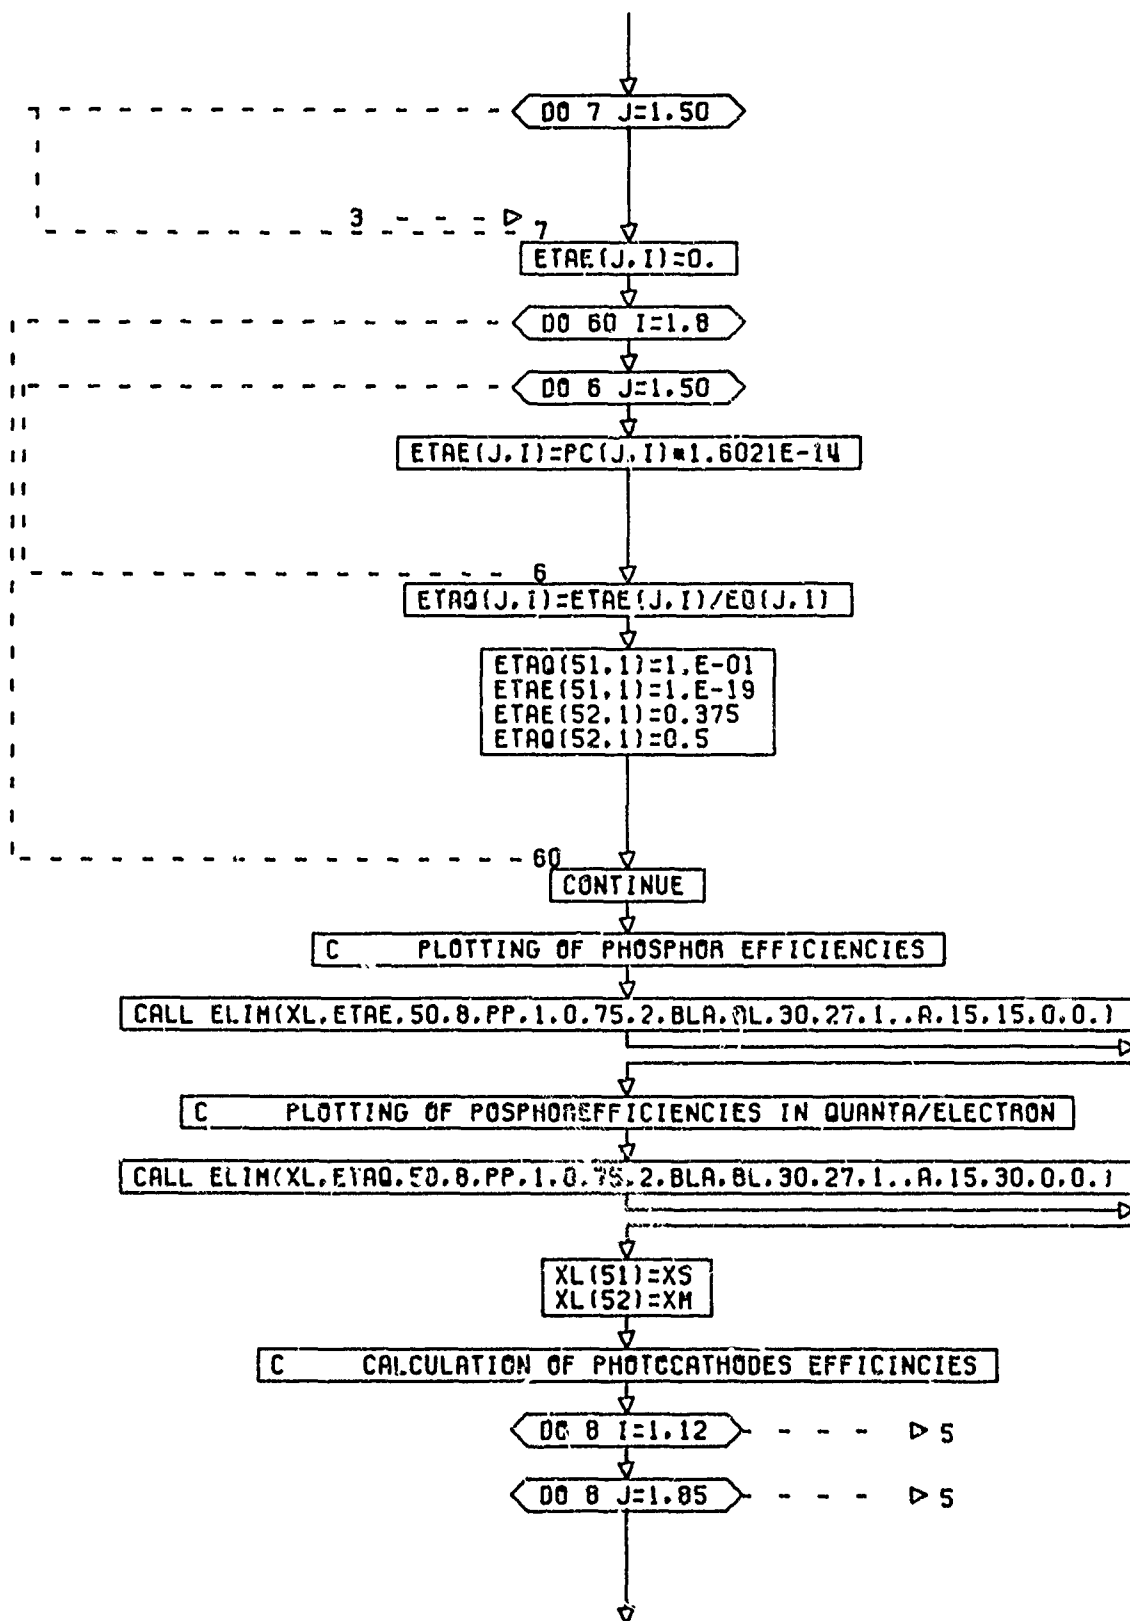 DO 7 J=1,50
3
7
ETAE(J,I)=0.
DO 60 I=1,8
DO 6 J=1,50
ETAE(J,I)=PC(J,I)*1.6021E-14
6
ETAQ(J,I)=ETAE(J,I)/EQ(J,I)
ETAQ(51,1)=1.E-01
ETAE(51,1)=1.E-19
ETAE(52,1)=0.375
ETAQ(52,1)=0.5
60
CONTINUE
C PLOTTING OF PHOSPHOR EFFICIENCIES
CALL ELIM(XL,ETAE,50,8,PP,1,0,75,2,BLA,BL,30,27,1.,A,15,15,0,0.)
C PLOTTING OF POSPHOREFFICIENCIES IN QUANTA/ELECTRON
CALL ELIM(XL,ETAQ,50,8,PP,1,0,75,2,BLA,BL,30,27,1.,A,15,30,0,0.)
XL(51)=XS
XL(52)=XM
C CALCULATION OF PHOTOCATHODES EFFICINCIES
DO 8 I=1,12 5
DO 8 J=1,85 5